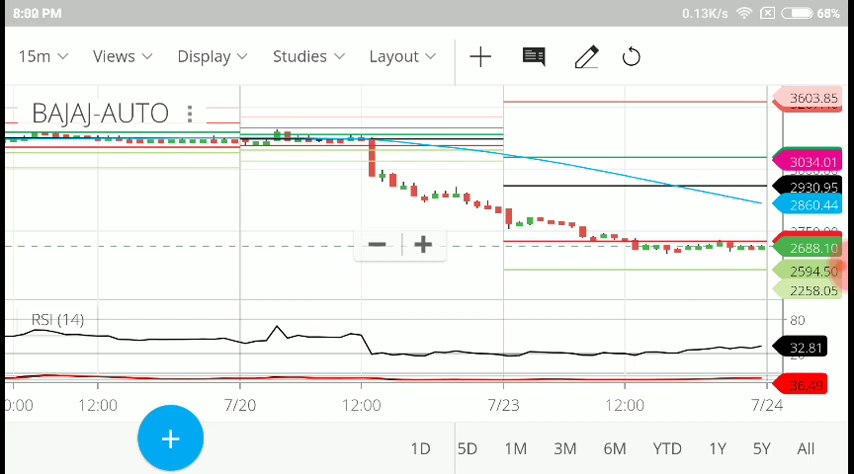 8:80 PM 0.13K/s 68%
15m Views Display Studies Layout
BAJAJ-AUTO
3603.85
3034.01
2930.95
2860.44
2688.10
2594.50
2258.05
RSI (14)
80
32.81
36.49
0:00 12:00 7/20 12:00 7/23 12:00 7/24
1D 5D 1M 3M 6M YTD 1Y 5Y All